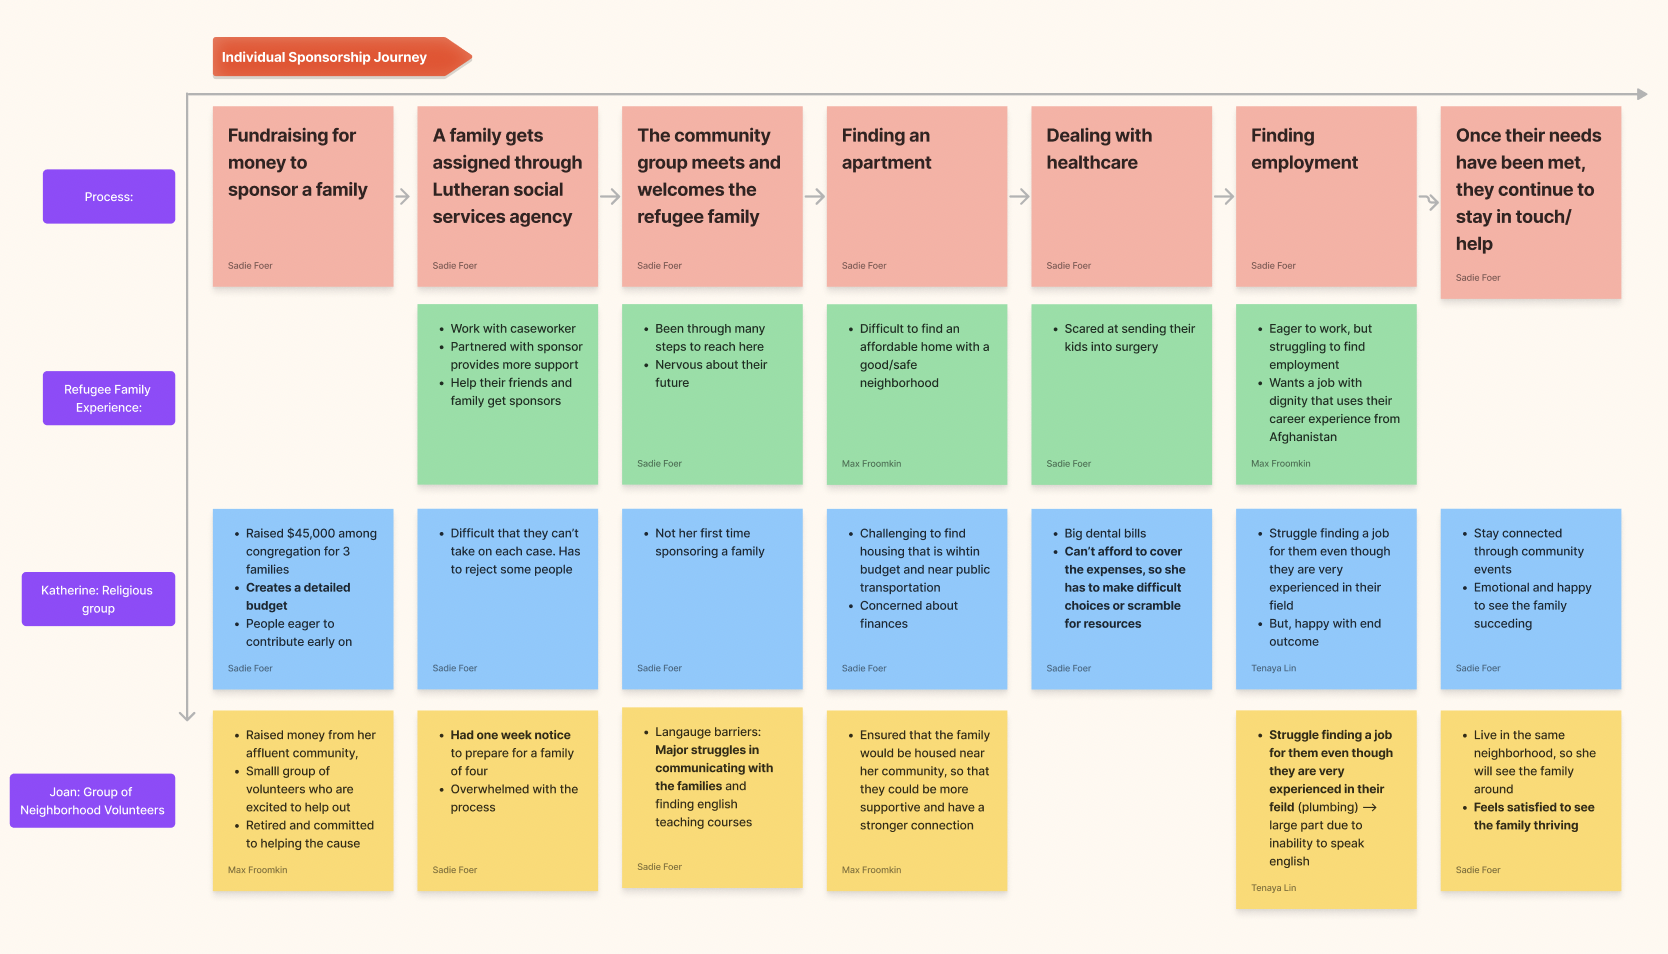 Individual Sponsorship Journey
Process:
Fundraising for
money to
sponsor a family
Sadie Foer
A family gets
assigned through
Lutheran social
services agency
Sadie Foer
The community
group meets and
welcomes the
refugee family
Sadie Foer
Finding an
apartment
Sadie Foer
Dealing with
healthcare
Sadie Foer
Finding
employment
Sadie Foer
Once their needs
have been met,
they continue to
stay in touch/
help
Sadie Foer
Refugee Family
Experience:
• Work with caseworker
• Partnered with sponsor
provides more support
• Help their friends and
family get sponsors
• Been through many
steps to reach here
• Nervous about their
future
Sadie Foer
• Difficult to find an
affordable home with a
good/safe
neighborhood
Max Froomkin
• Scared at sending their
kids into surgery
Sadie Foer
• Eager to work, but
struggling to find
employment
• Wants a job with
dignity that uses their
career experience from
Afghanistan
Max Froomkin
Katherine: Religious
group
• Raised $45,000 among
congregation for 3
families
• Creates a detailed
budget
• People eager to
contribute early on
Sadie Foer
• Difficult that they can't
take on each case. Has
to reject some people
Sadie Foer
• Not her first time
sponsoring a family
Sadie Foer
• Challenging to find
housing that is wihtin
budget and near public
transportation
• Concerned about
finances
Sadie Foer
• Big dental bills
• Can't afford to cover
the expenses, so she
has to make difficult
choices or scramble
for resources
Sadie Foer
• Struggle finding a job
for them even though
they are very
experienced in their
field
• But, happy with end
outcome
Tenaya Lin
• Stay connected
through community
events
• Emotional and happy
to see the family
succeding
Sadie Foer
Joan: Group of
Neighborhood Volunteers
• Raised money from her
affluent community,
• Smalll group of
volunteers who are
excited to help out
• Retired and committed
to helping the cause
Max Froomkin
• Had one week notice
to prepare for a family
of four
• Overwhelmed with the
process
Sadie Foer
• Langauge barriers:
Major struggles in
communicating with
the families and
finding english
teaching courses
Sadie Foer
• Ensured that the family
would be housed near
her community, so that
they could be more
supportive and have a
stronger connection
Max Froomkin
• Struggle finding a job
for them even though
they are very
experienced in their
feild (plumbing) —>
large part due to
inability to speak
english
Tenaya Lin
• Live in the same
neighborhood, so she
will see the family
around
• Feels satisfied to see
the family thriving
Sadie Foer